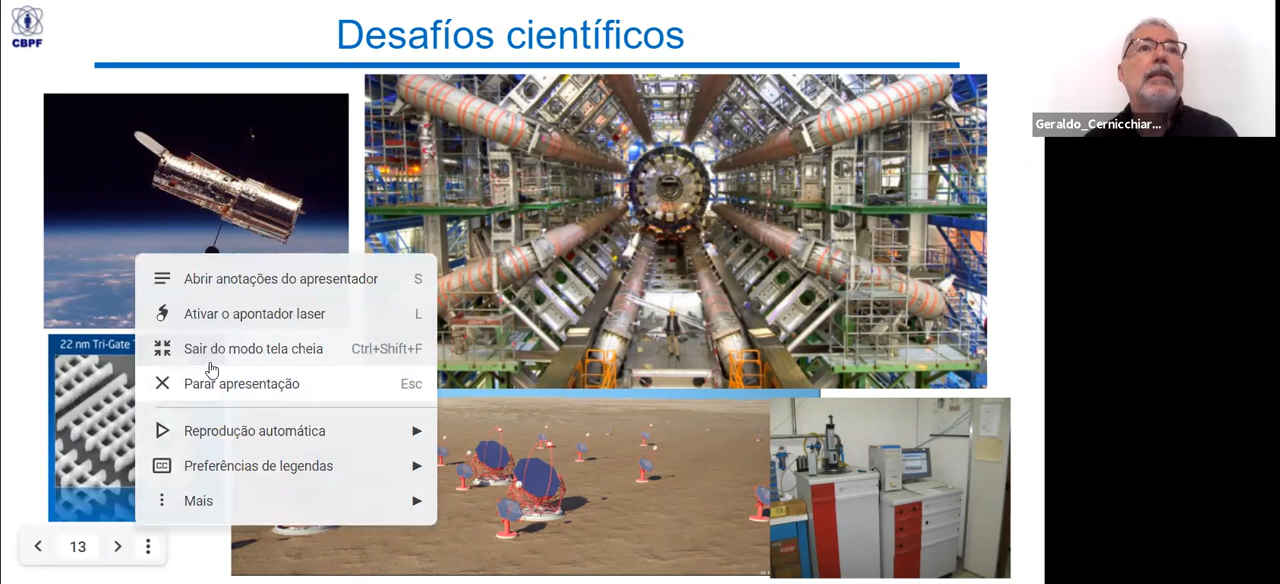 CBPF
Desafíos científicos
Geraldo_Cernicchiar...
Abrir anotações do apresentador S
Ativar o apontador laser L
Sair do modo tela cheia Ctrl+Shift+F
Parar apresentação Esc
Reprodução automática
CC Preferências de legendas
Mais
22 nm Tri-Gate
13